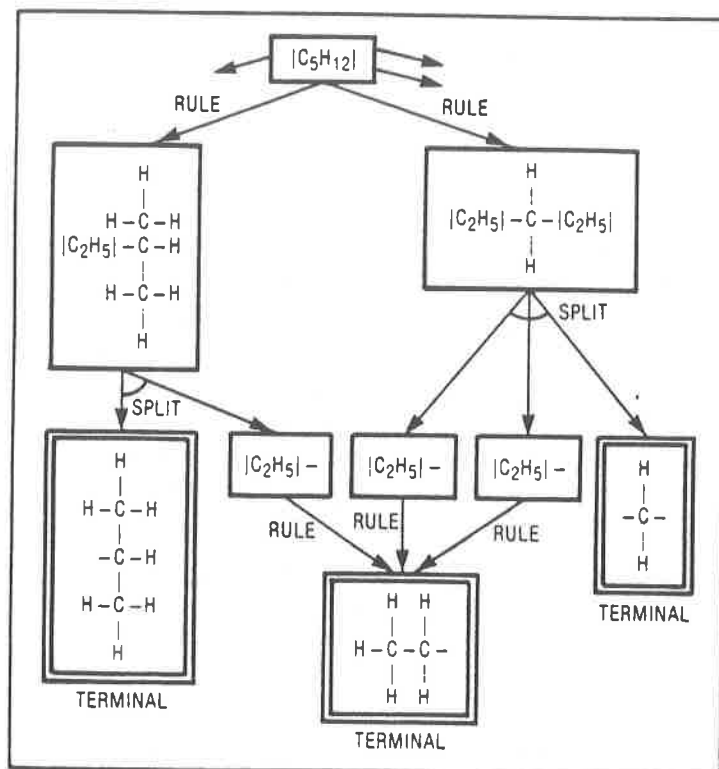 |C₅H₁₂|
RULE
RULE
H
H–C–H
|C₂H₅|–C–H
H–C–H
H
H
|C₂H₅|–C–|C₂H₅|
H
SPLIT
SPLIT
H
H–C–H
–C–H
H–C–H
H
TERMINAL
|C₂H₅|–
|C₂H₅|–
|C₂H₅|–
H
–C–
H
TERMINAL
RULE
RULE
RULE
H H
H–C–C–
H H
TERMINAL